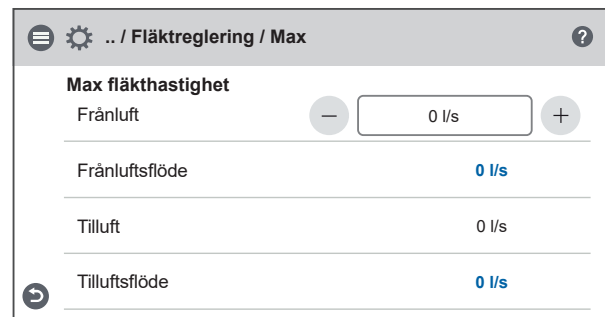 .. / Fläktreglering / Max ?
Max fläkthastighet
Frånluft − 0 l/s +
Frånluftsflöde 0 l/s
Tilluft 0 l/s
Tilluftsflöde 0 l/s